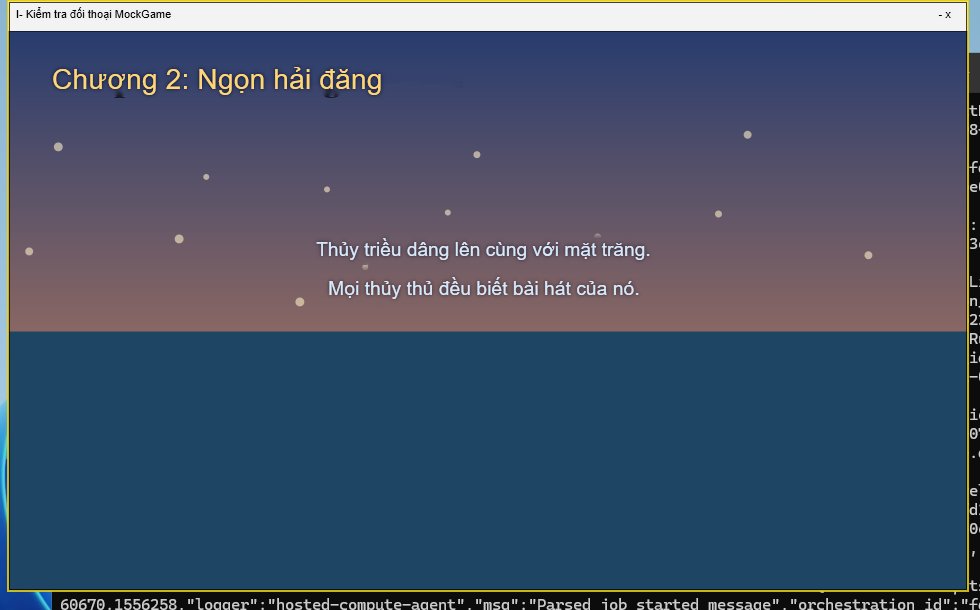 I- Kiểm tra đối thoại MockGame
- x
Chương 2: Ngọn hải đăng
Thủy triều dâng lên cùng với mặt trăng.
Mọi thủy thủ đều biết bài hát của nó.
60670.1556258,"logger":"hosted-compute-agent","msg":"Parsed job started message","orchestration_id":"f